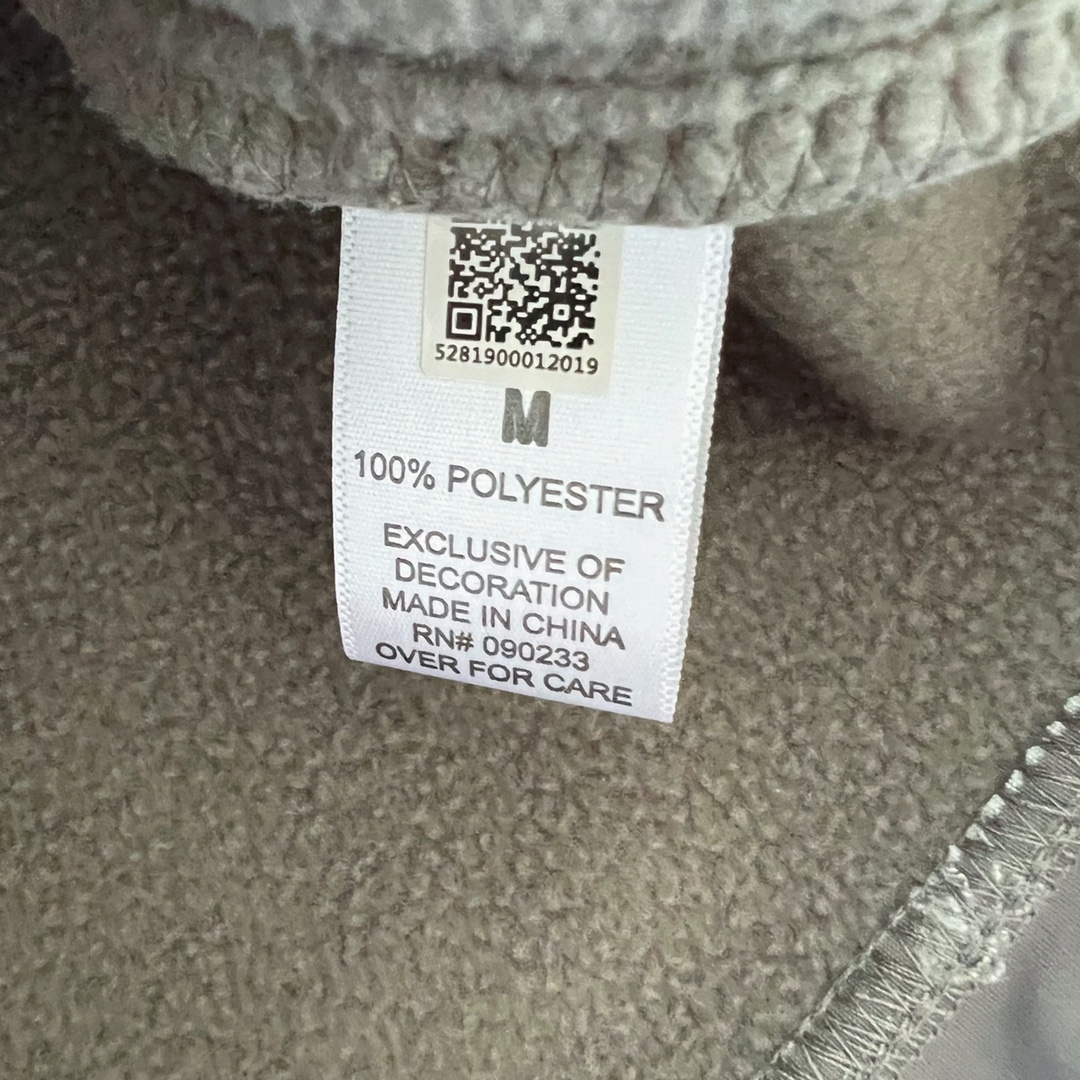 5281900012019
M
100% POLYESTER
EXCLUSIVE OF
DECORATION
MADE IN CHINA
RN# 090233
OVER FOR CARE